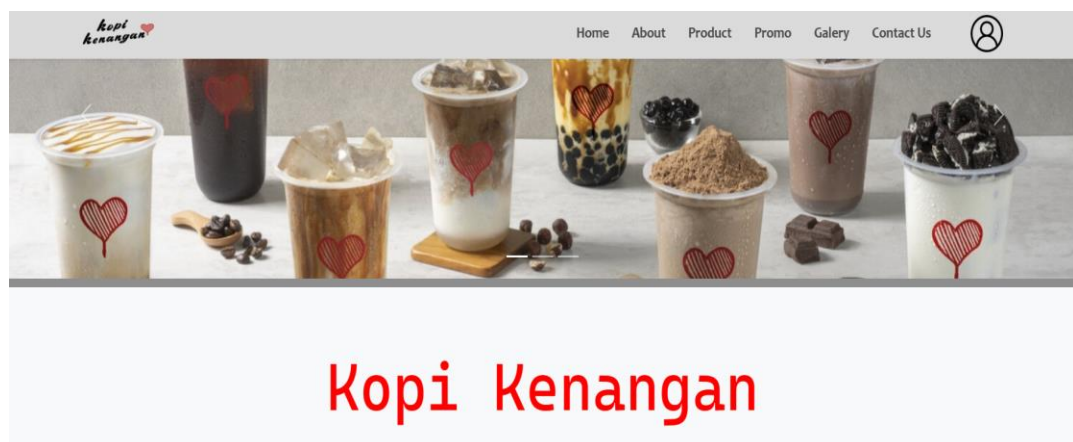 kopi
kenangan
Home About Product Promo Galery Contact Us
Kopi Kenangan